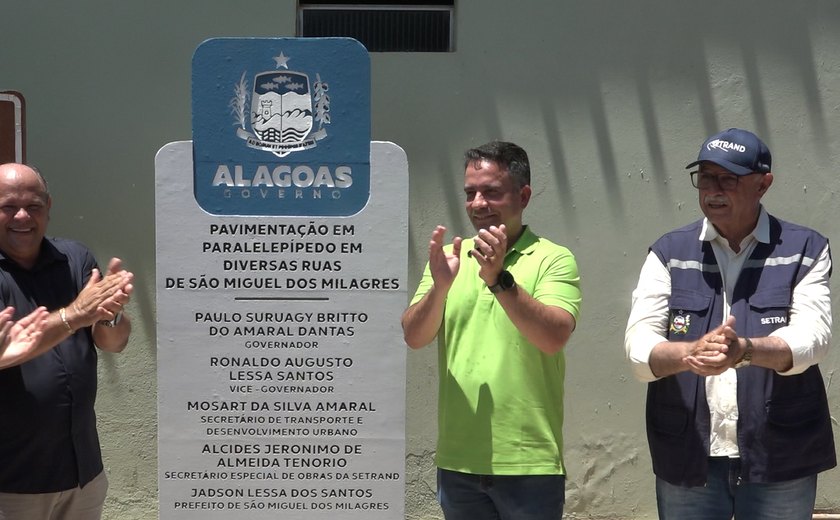 ALAGOAS
GOVERNO
PAVIMENTAÇÃO EM
PARALELEPÍPEDO EM
DIVERSAS RUAS
DE SÃO MIGUEL DOS MILAGRES
PAULO SURUAGY BRITTO
DO AMARAL DANTAS
GOVERNADOR
RONALDO AUGUSTO
LESSA SANTOS
VICE-GOVERNADOR
MOSART DA SILVA AMARAL
SECRETÁRIO DE TRANSPORTE E
DESENVOLVIMENTO URBANO
ALCIDES JERONIMO DE
ALMEIDA TENORIO
SECRETÁRIO ESPECIAL DE OBRAS DA SETRAND
JADSON LESSA DOS SANTOS
PREFEITO DE SÃO MIGUEL DOS MILAGRES
SETRAND
SETRAND